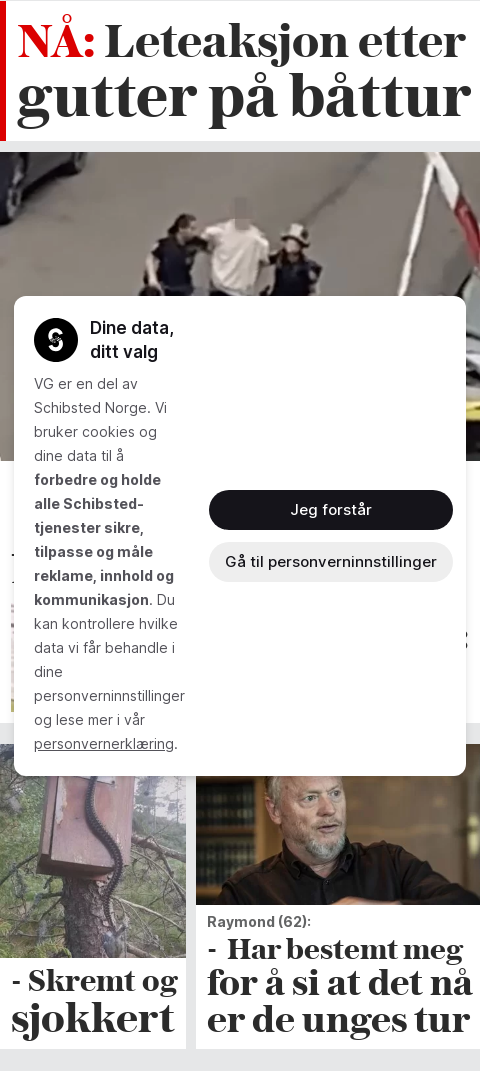 NÅ: Leteaksjon etter
gutter på båttur
Dine data,
ditt valg
VG er en del av
Schibsted Norge. Vi
bruker cookies og
dine data til å
forbedre og holde
alle Schibsted-
tjenester sikre,
tilpasse og måle
reklame, innhold og
kommunikasjon. Du
kan kontrollere hvilke
data vi får behandle i
dine
personverninnstillinger
og lese mer i vår
personvernerklæring.
Jeg forstår
Gå til personverninnstillinger
- Skremt og
sjokkert
Raymond (62):
- Har bestemt meg
for å si at det nå
er de unges tur